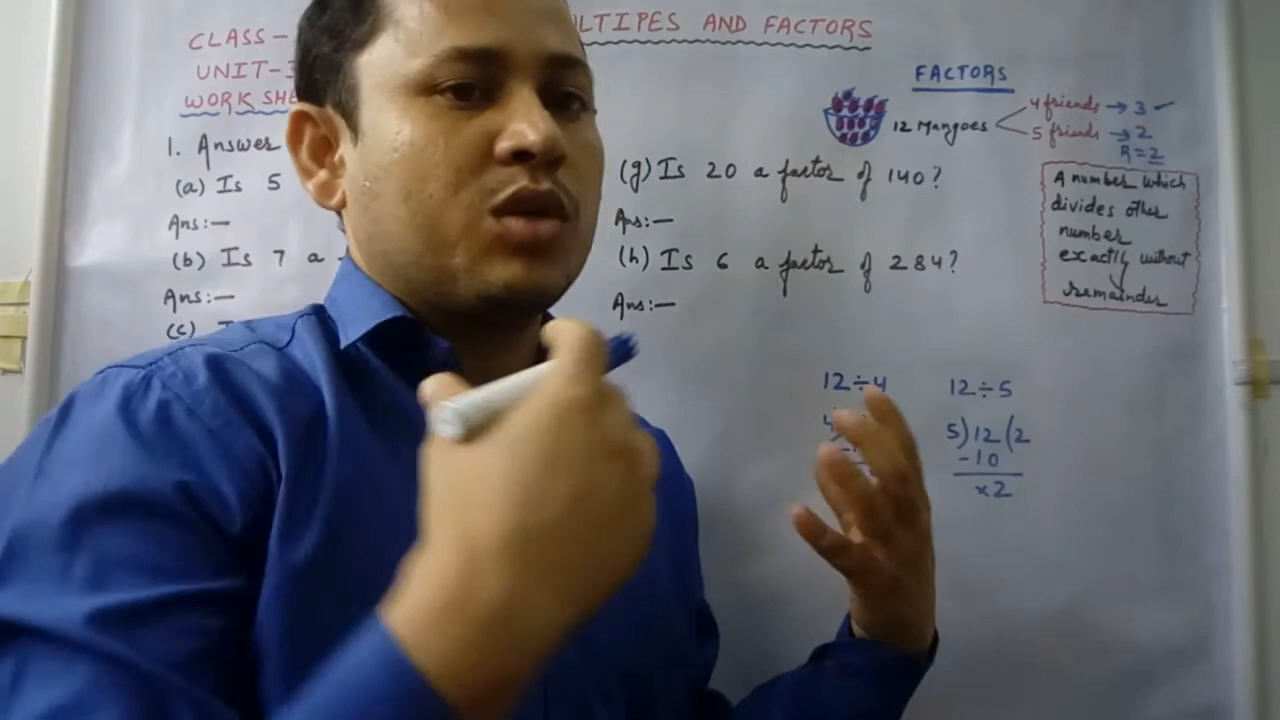 CLASS-
LTIPES AND FACTORS
UNIT-
WORK SHE
1. Answer
(a) Is 5
Ans:—
(b) Is 7 a
Ans:—
(c)
(g) Is 20 a factor of 140?
Ans:—
(h) Is 6 a factor of 284?
Ans:—
FACTORS
12 Mangoes
4 friends → 3 ✓
5 friends → 2
R=2
A number which
divides other
number
exactly without
remainder
12÷4
4
12÷5
5)12(2
-10
x2